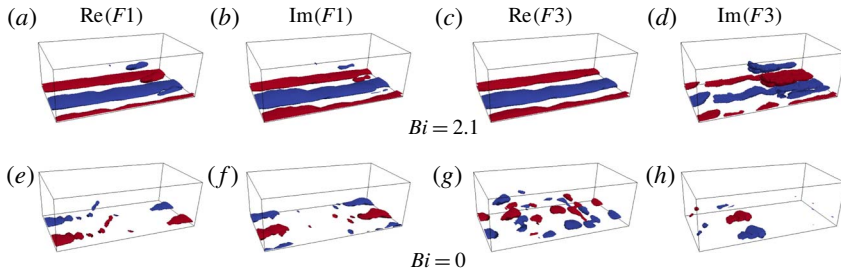 (a) Re(F1) (b) Im(F1) (c) Re(F3) (d) Im(F3)
Bi = 2.1
(e) (f) (g) (h)
Bi = 0